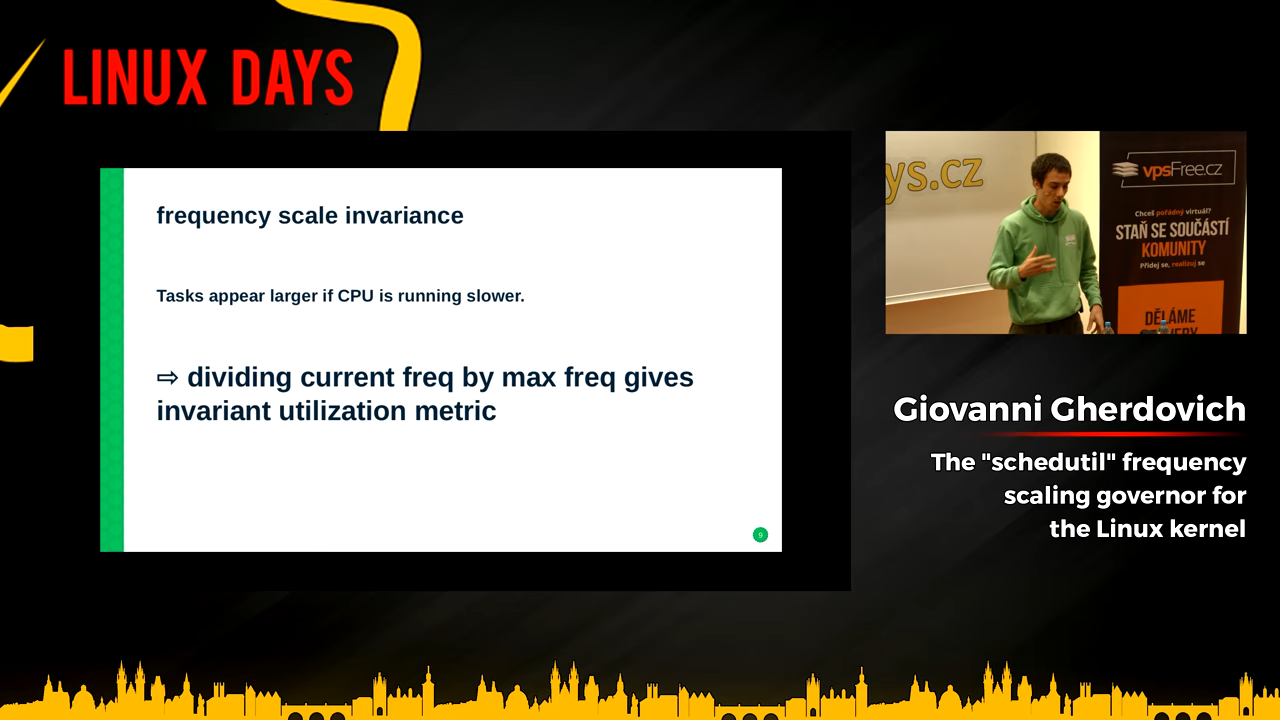 LINUX DAYS
frequency scale invariance
Tasks appear larger if CPU is running slower.
⇨ dividing current freq by max freq gives
invariant utilization metric
9
ys.cz
vpsFree.cz
Chceš pořádný virtuál?
STAŇ SE SOUČÁSTÍ
KOMUNITY
Přidej se, realizuj se
DĚLÁME
Giovanni Gherdovich
The "schedutil" frequency
scaling governor for
the Linux kernel